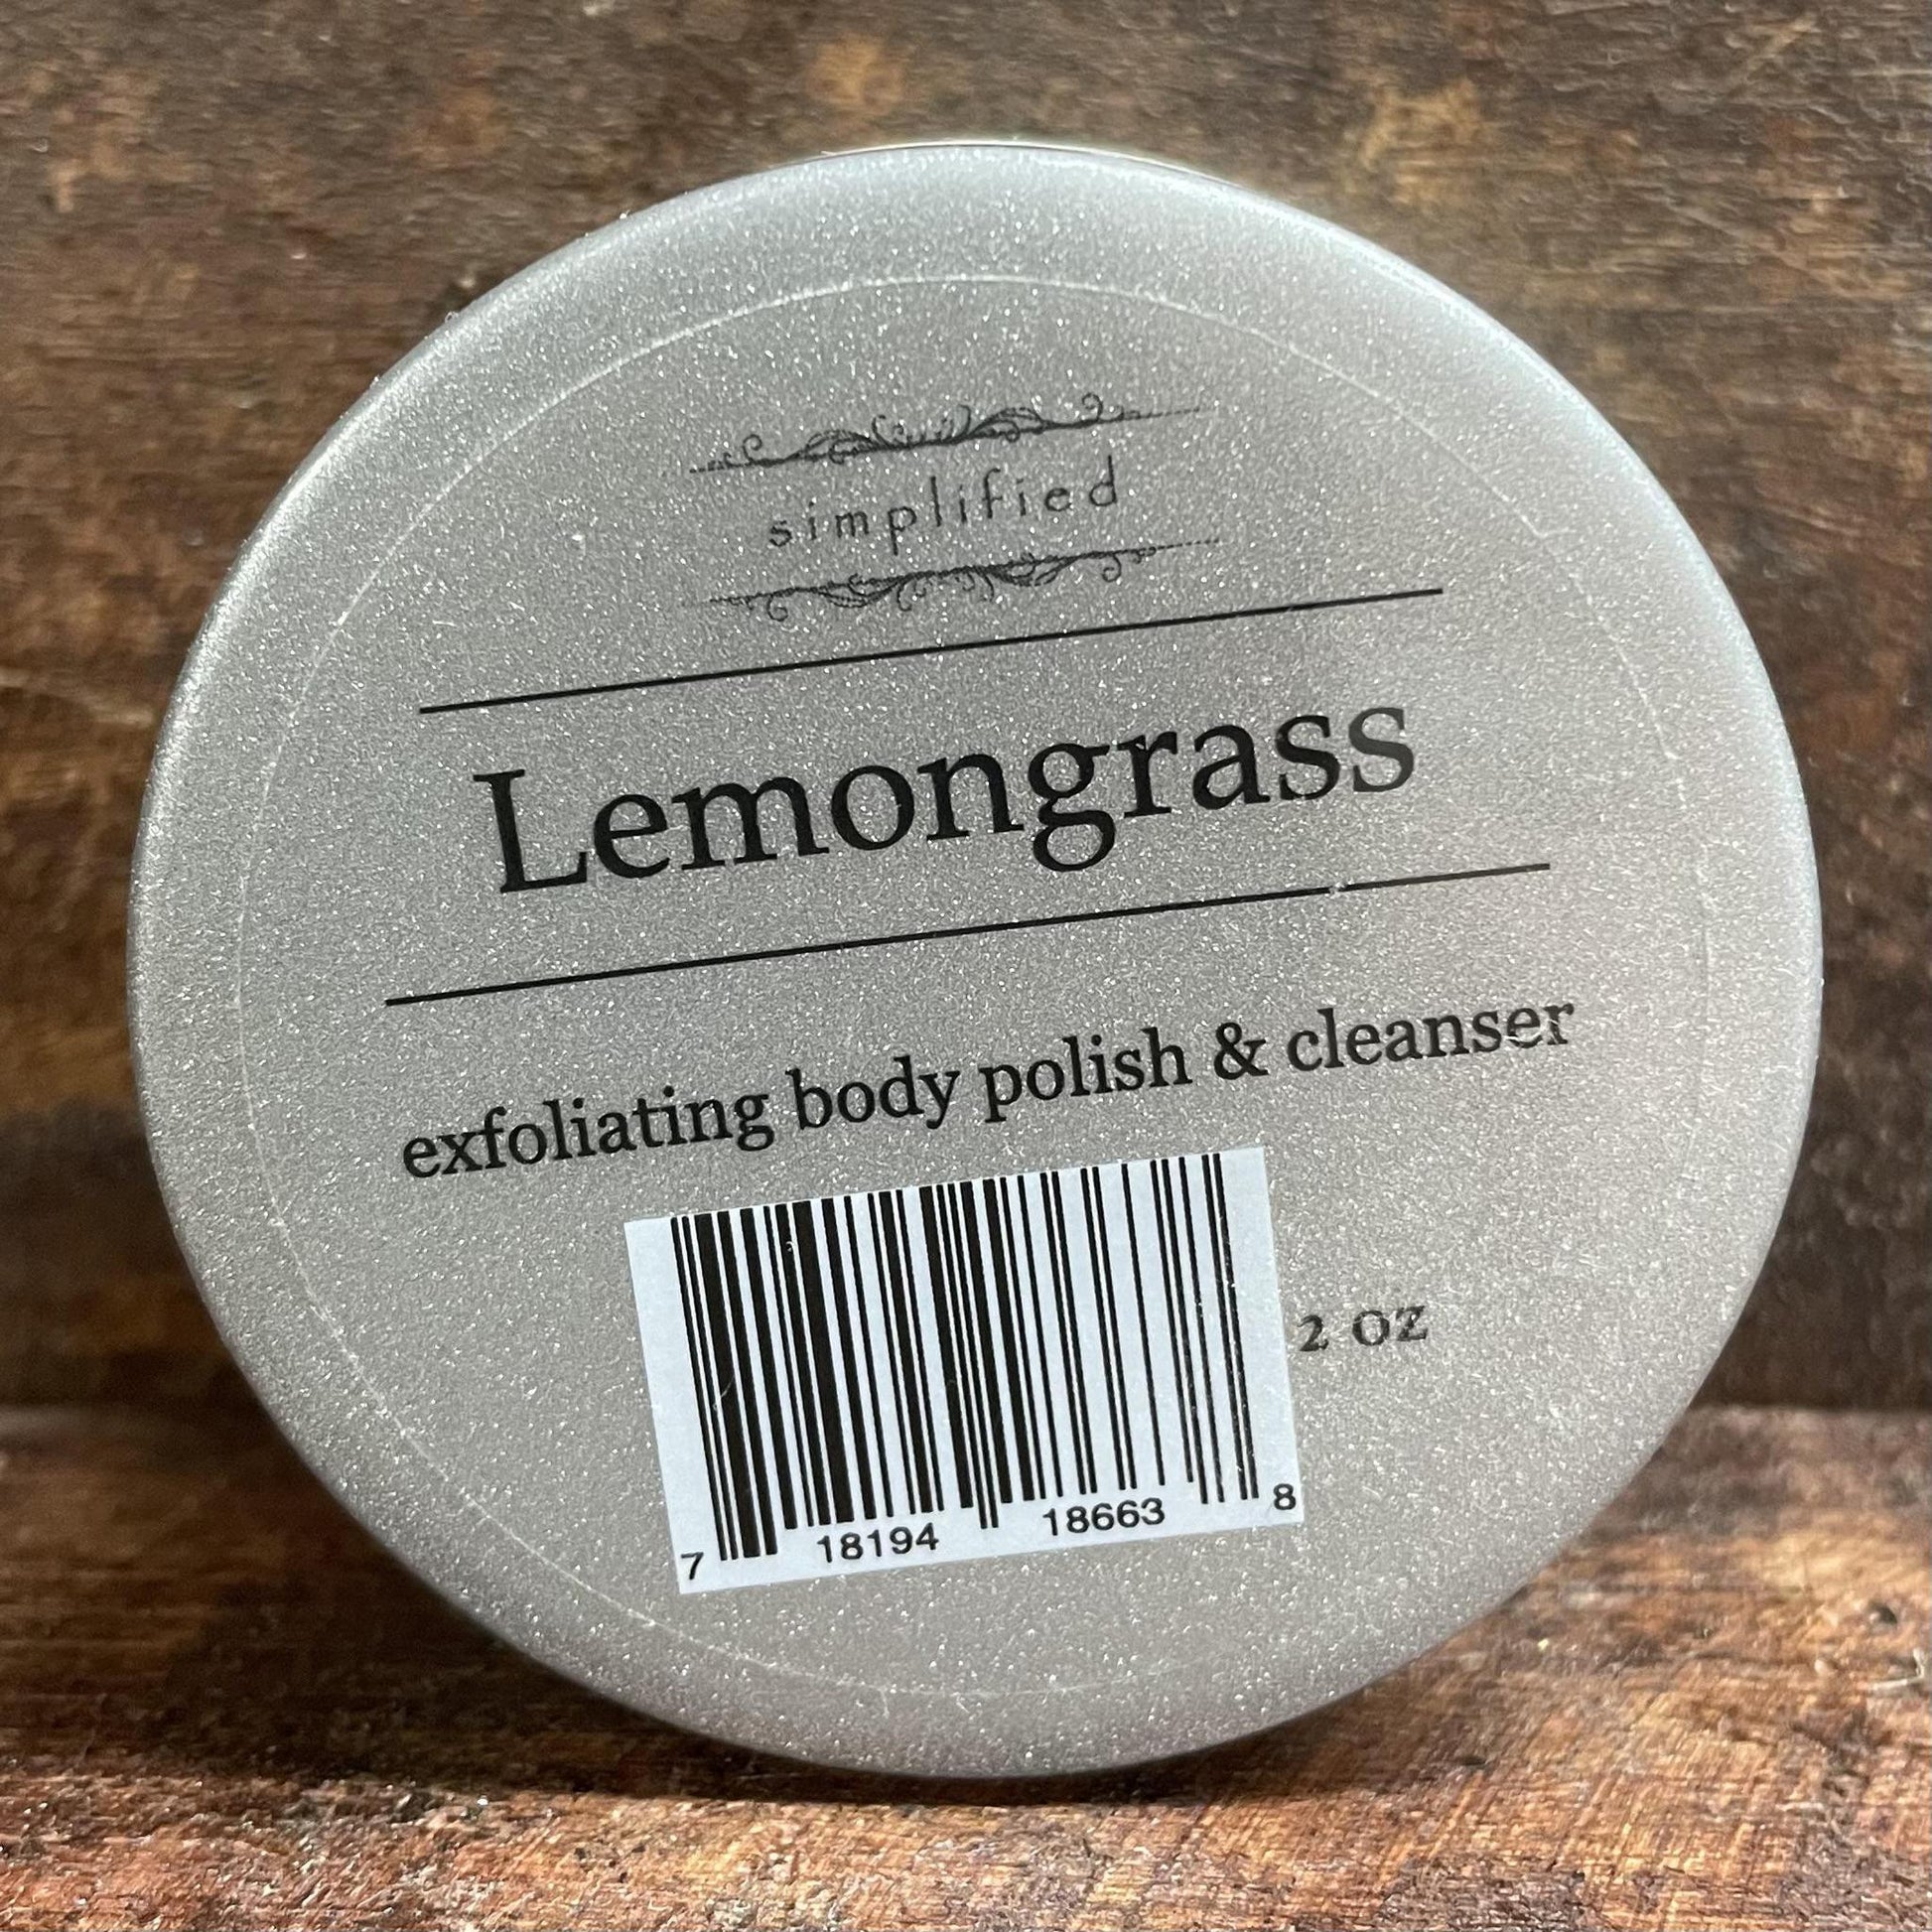 simplified
Lemongrass
exfoliating body polish & cleanser
2 OZ
7 18194 18663 8